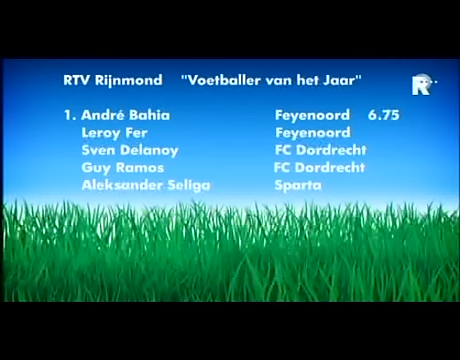 RTV Rijnmond "Voetballer van het Jaar"
R
1. André Bahia Feyenoord 6.75
Leroy Fer Feyenoord
Sven Delanoy FC Dordrecht
Guy Ramos FC Dordrecht
Aleksander Seliga Sparta